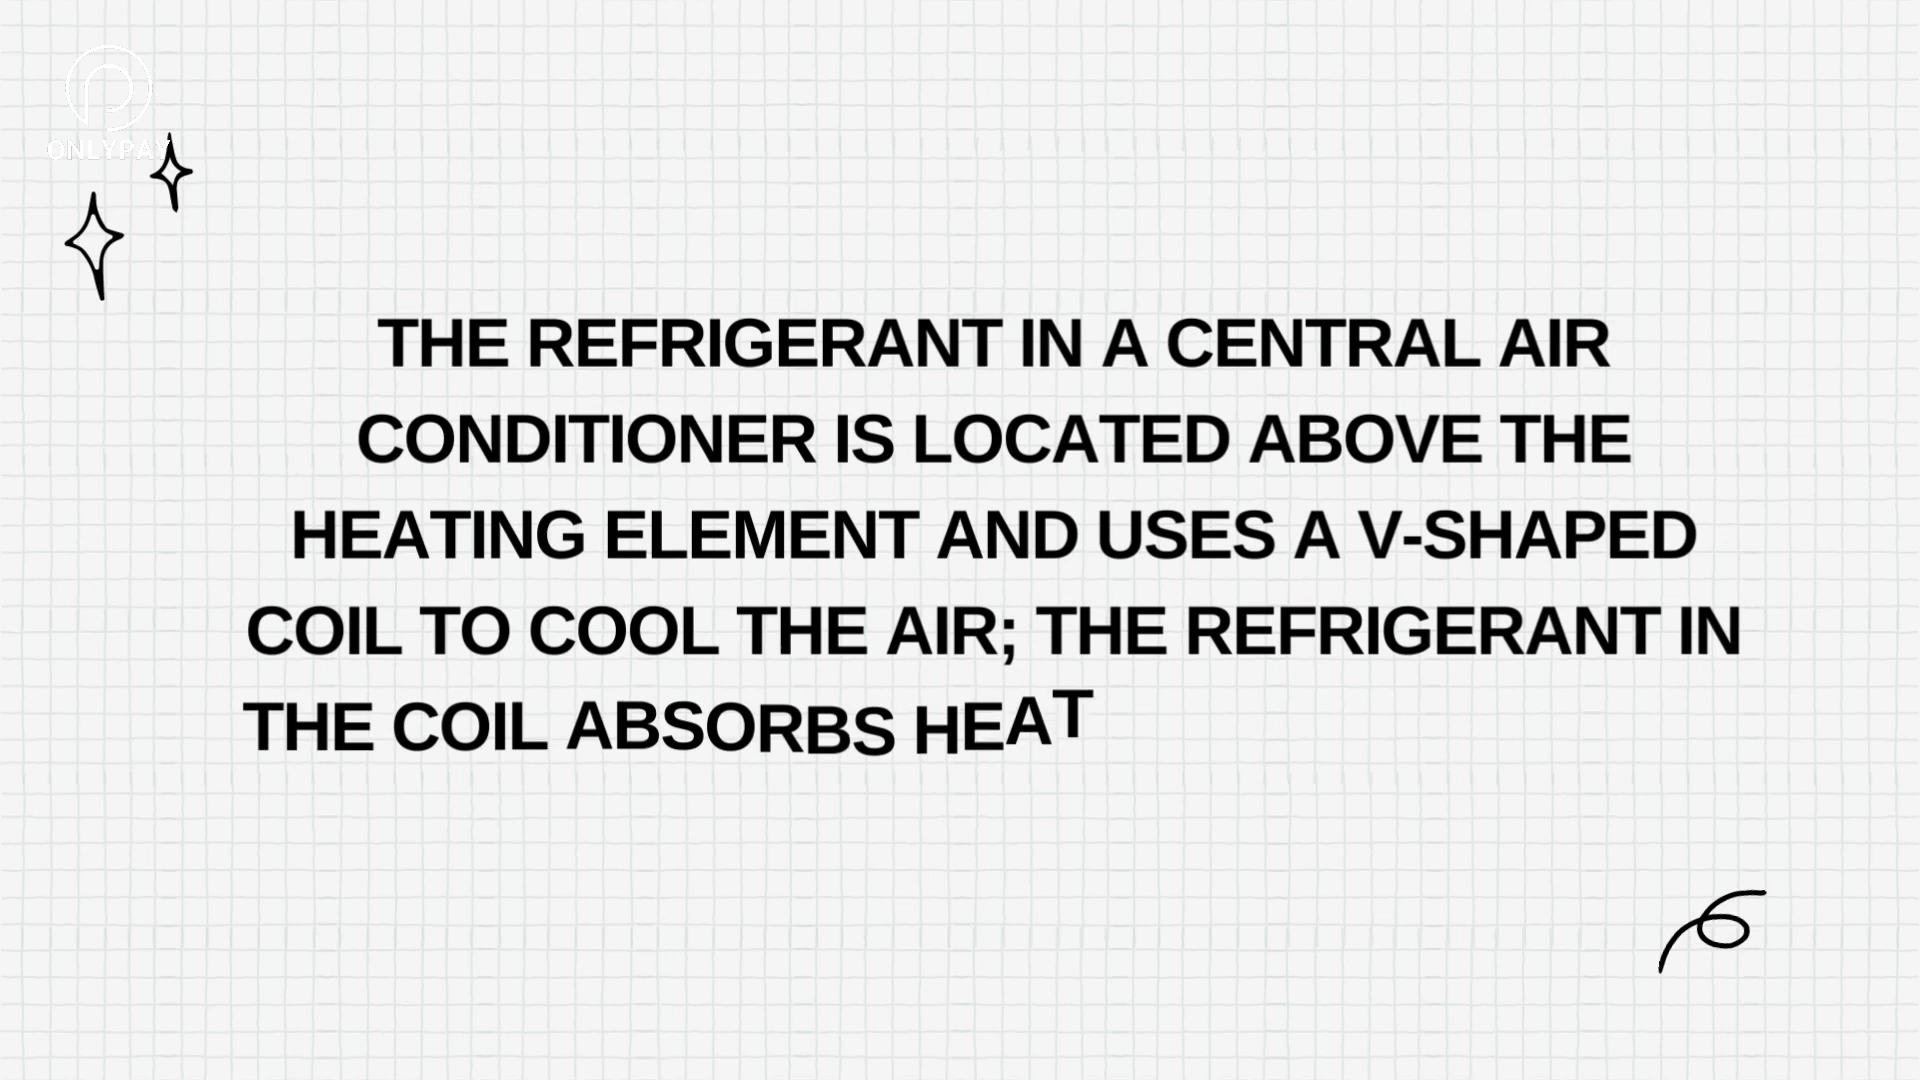 ONLYPAY
THE REFRIGERANT IN A CENTRAL AIR
CONDITIONER IS LOCATED ABOVE THE
HEATING ELEMENT AND USES A V-SHAPED
COIL TO COOL THE AIR; THE REFRIGERANT IN
THE COIL ABSORBS HEAT